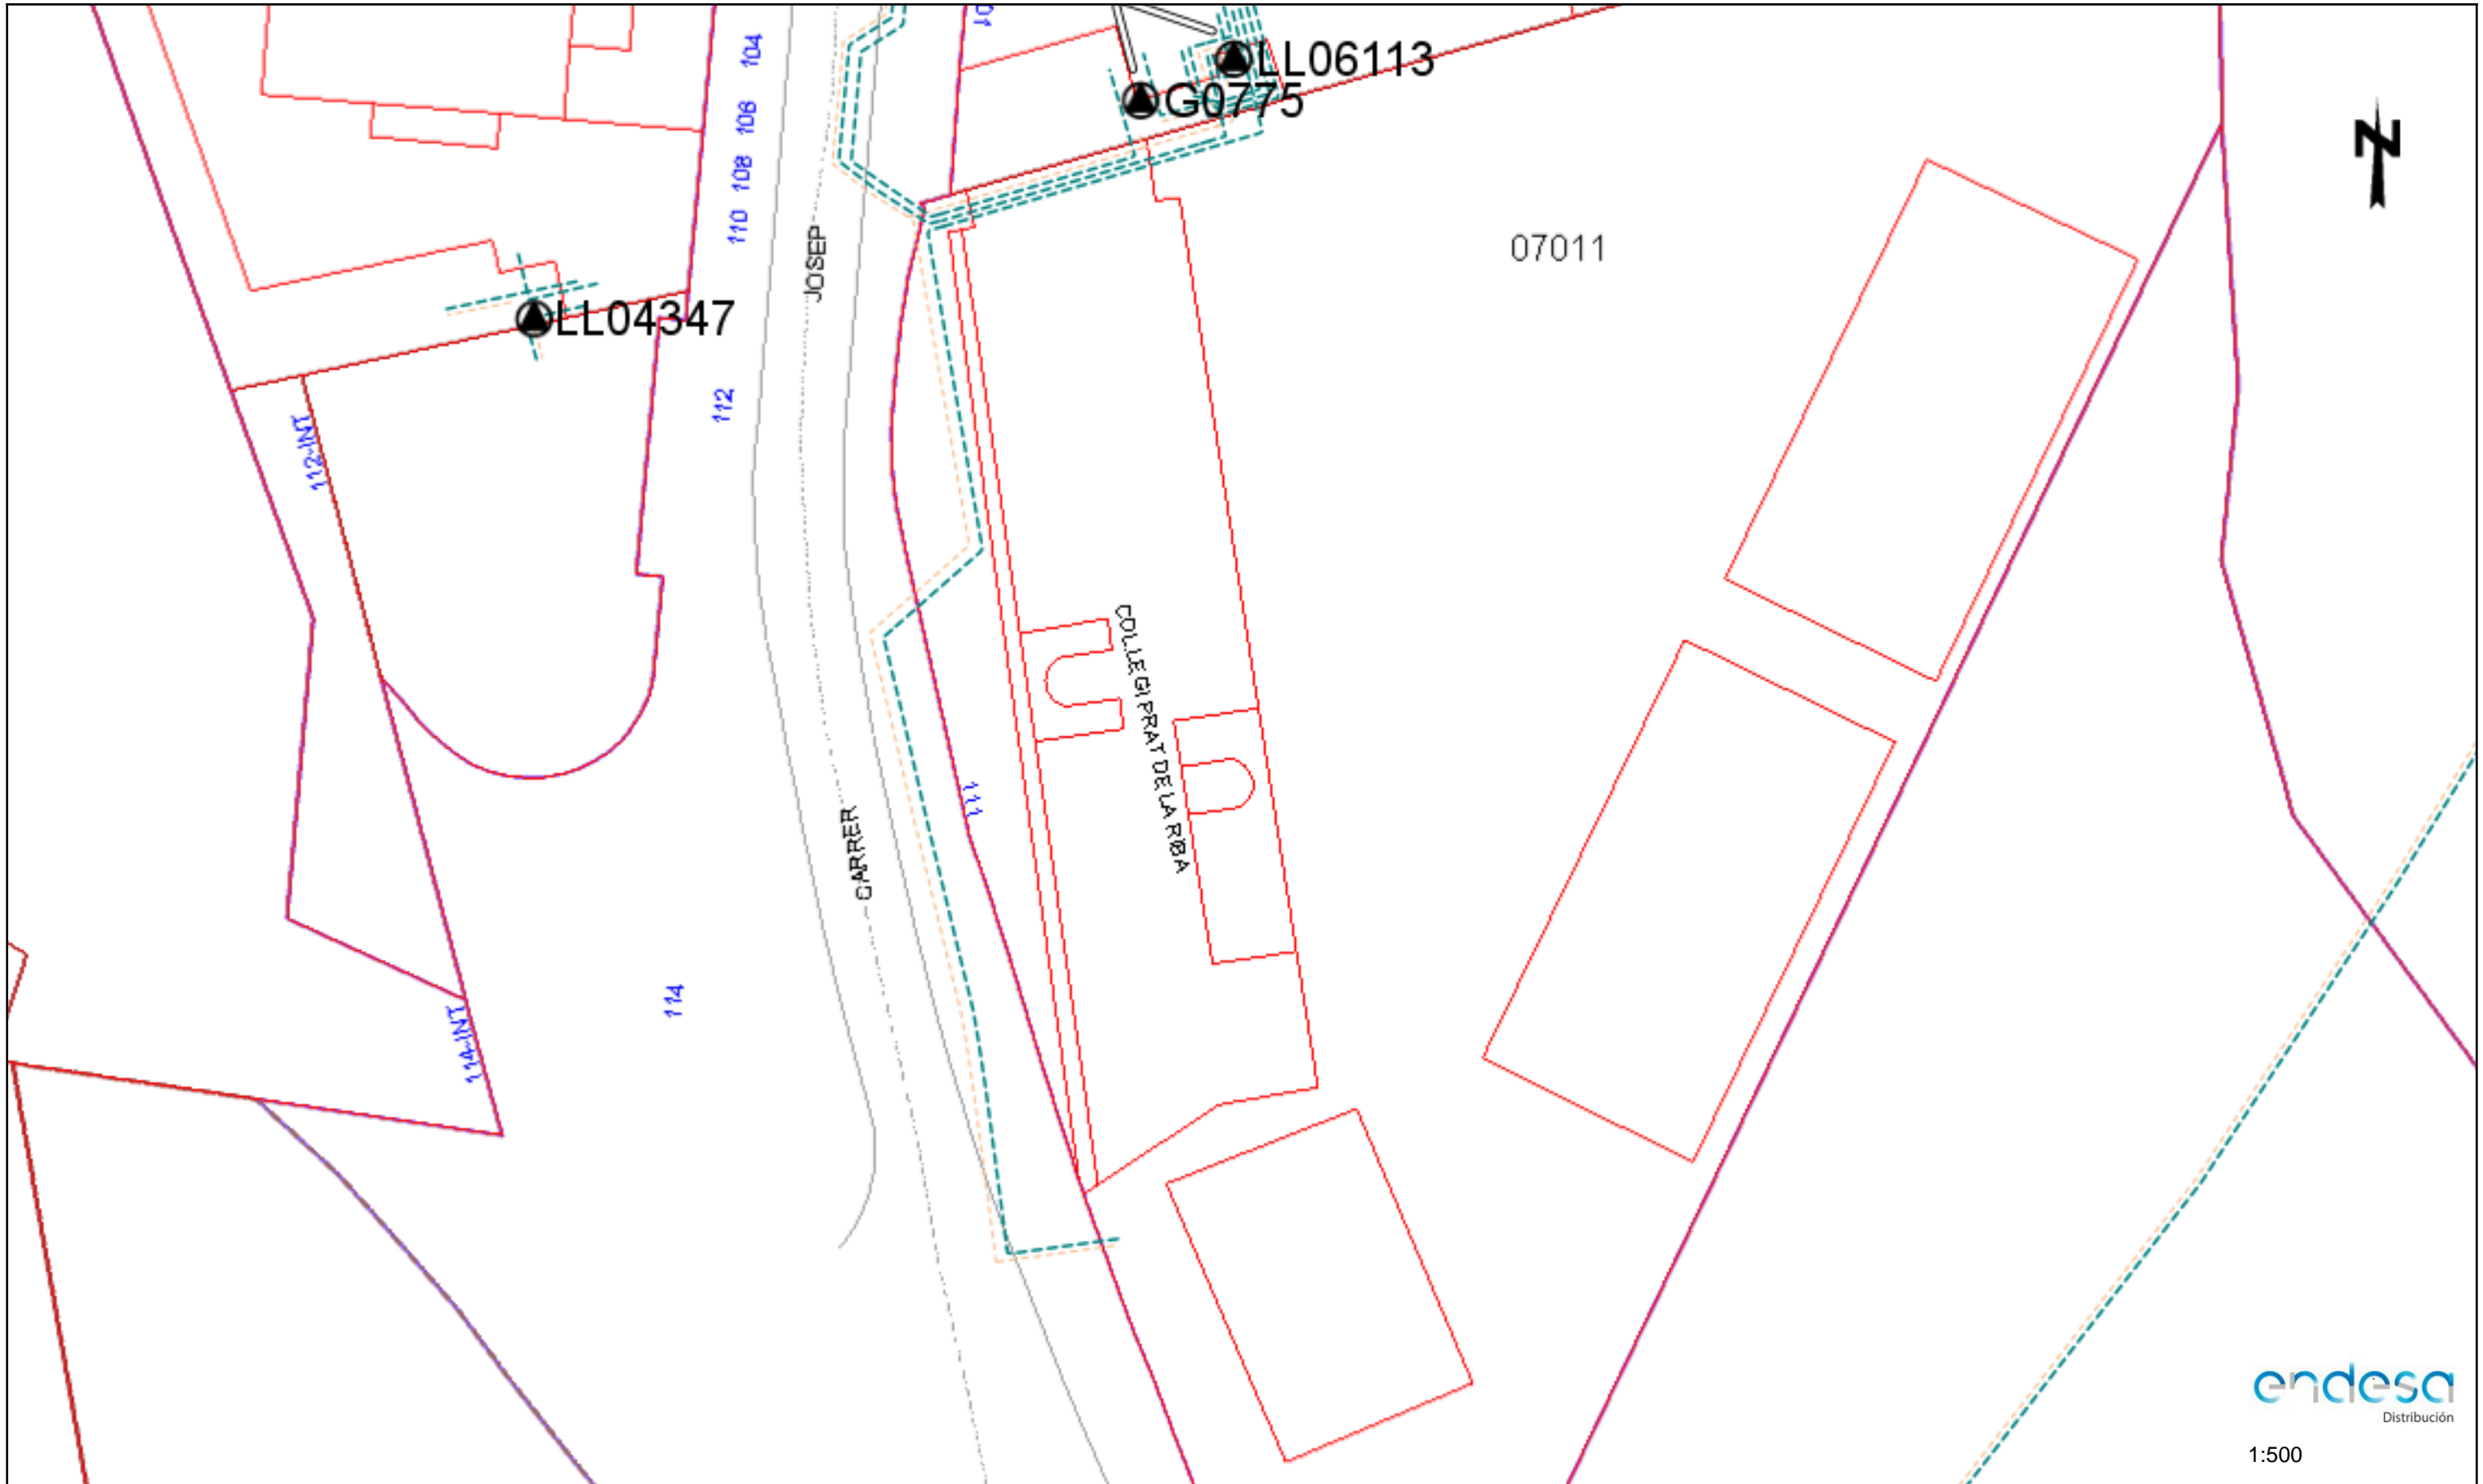 104
LL06113
G0775
106
108
110
JOSEP
07011
N
LL04347
112
112-INT
COL.LEGI PRAT DE LA RIBA
111
CARRER
114
114-INT
endesa
Distribución
1:500